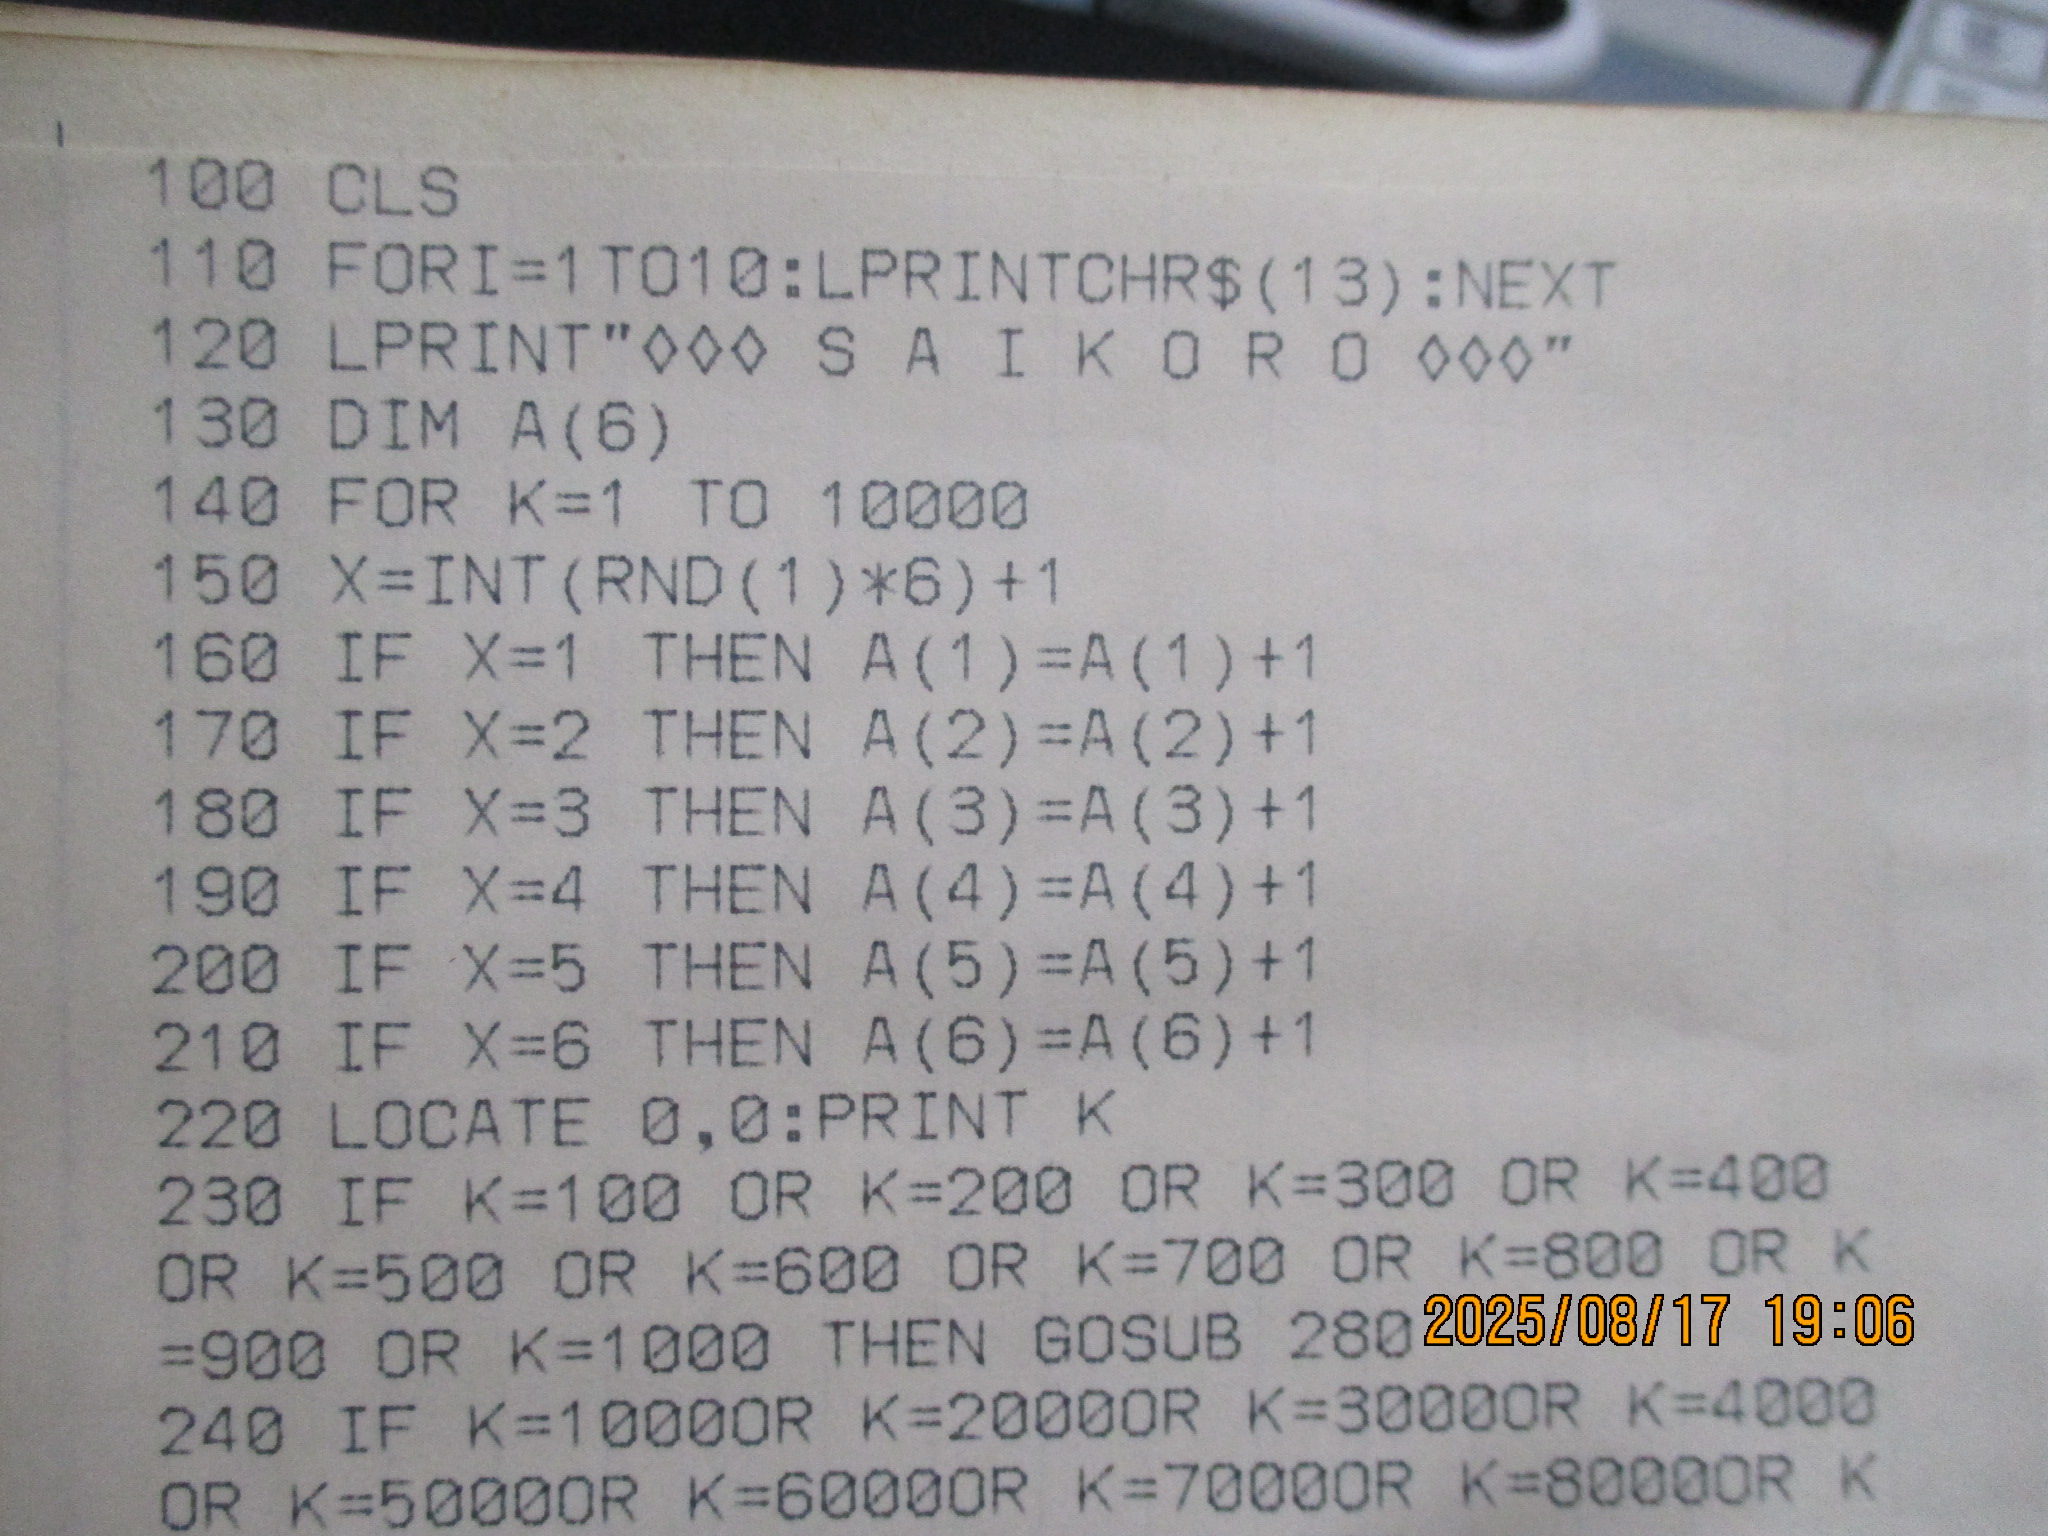 100 CLS
110 FORI=1TO10:LPRINTCHR$(13):NEXT
120 LPRINT"◇◇◇ S A I K O R O ◇◇◇"
130 DIM A(6)
140 FOR K=1 TO 10000
150 X=INT(RND(1)*6)+1
160 IF X=1 THEN A(1)=A(1)+1
170 IF X=2 THEN A(2)=A(2)+1
180 IF X=3 THEN A(3)=A(3)+1
190 IF X=4 THEN A(4)=A(4)+1
200 IF X=5 THEN A(5)=A(5)+1
210 IF X=6 THEN A(6)=A(6)+1
220 LOCATE 0,0:PRINT K
230 IF K=100 OR K=200 OR K=300 OR K=400
OR K=500 OR K=600 OR K=700 OR K=800 OR K
=900 OR K=1000 THEN GOSUB 280
2025/08/17 19:06
240 IF K=1000OR K=2000OR K=3000OR K=4000
OR K=5000OR K=6000OR K=7000OR K=8000OR K